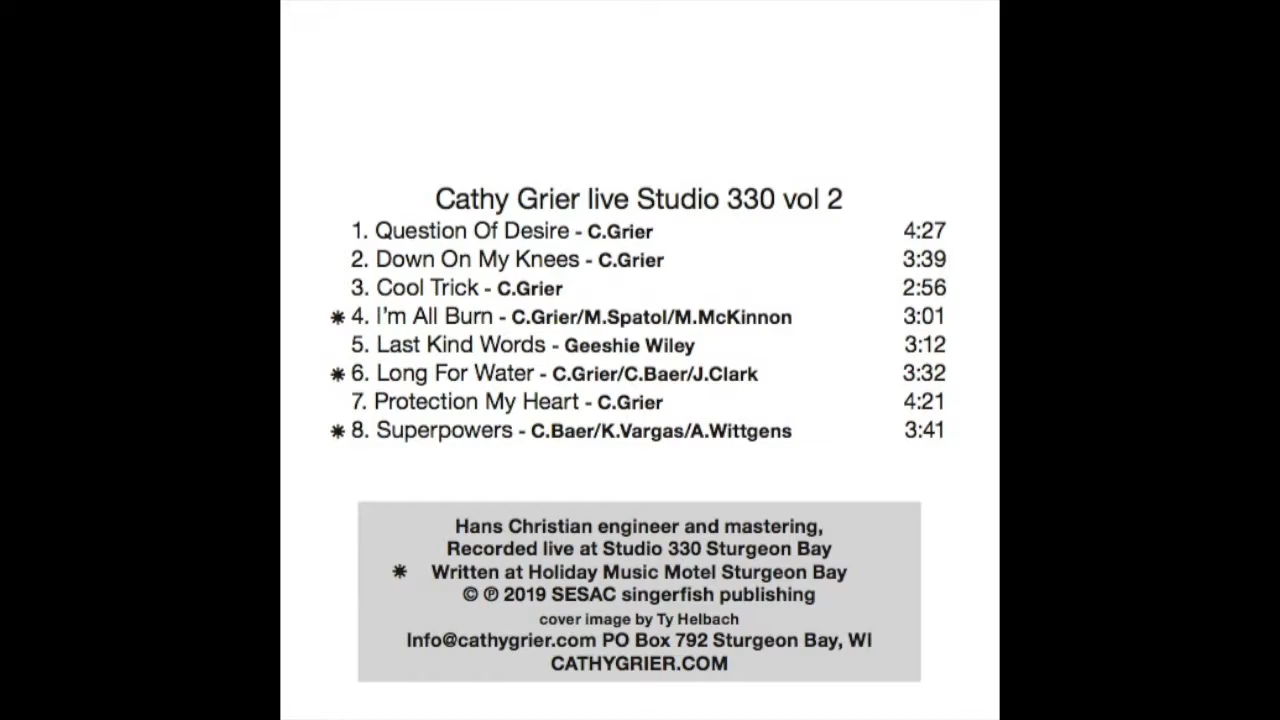 Cathy Grier live Studio 330 vol 2
1. Question Of Desire - C.Grier 4:27
2. Down On My Knees - C.Grier 3:39
3. Cool Trick - C.Grier 2:56
✷ 4. I'm All Burn - C.Grier/M.Spatol/M.McKinnon 3:01
5. Last Kind Words - Geeshie Wiley 3:12
✷ 6. Long For Water - C.Grier/C.Baer/J.Clark 3:32
7. Protection My Heart - C.Grier 4:21
✷ 8. Superpowers - C.Baer/K.Vargas/A.Wittgens 3:41
Hans Christian engineer and mastering,
Recorded live at Studio 330 Sturgeon Bay
✷ Written at Holiday Music Motel Sturgeon Bay
© ℗ 2019 SESAC singerfish publishing
cover image by Ty Helbach
Info@cathygrier.com PO Box 792 Sturgeon Bay, WI
CATHYGRIER.COM